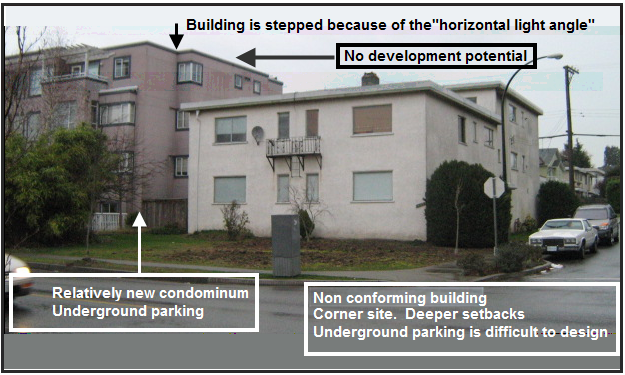 Building is stepped because of the"horizontal light angle"
No development potential
Relatively new condominum
Underground parking
Non conforming building
Corner site. Deeper setbacks
Underground parking is difficult to design